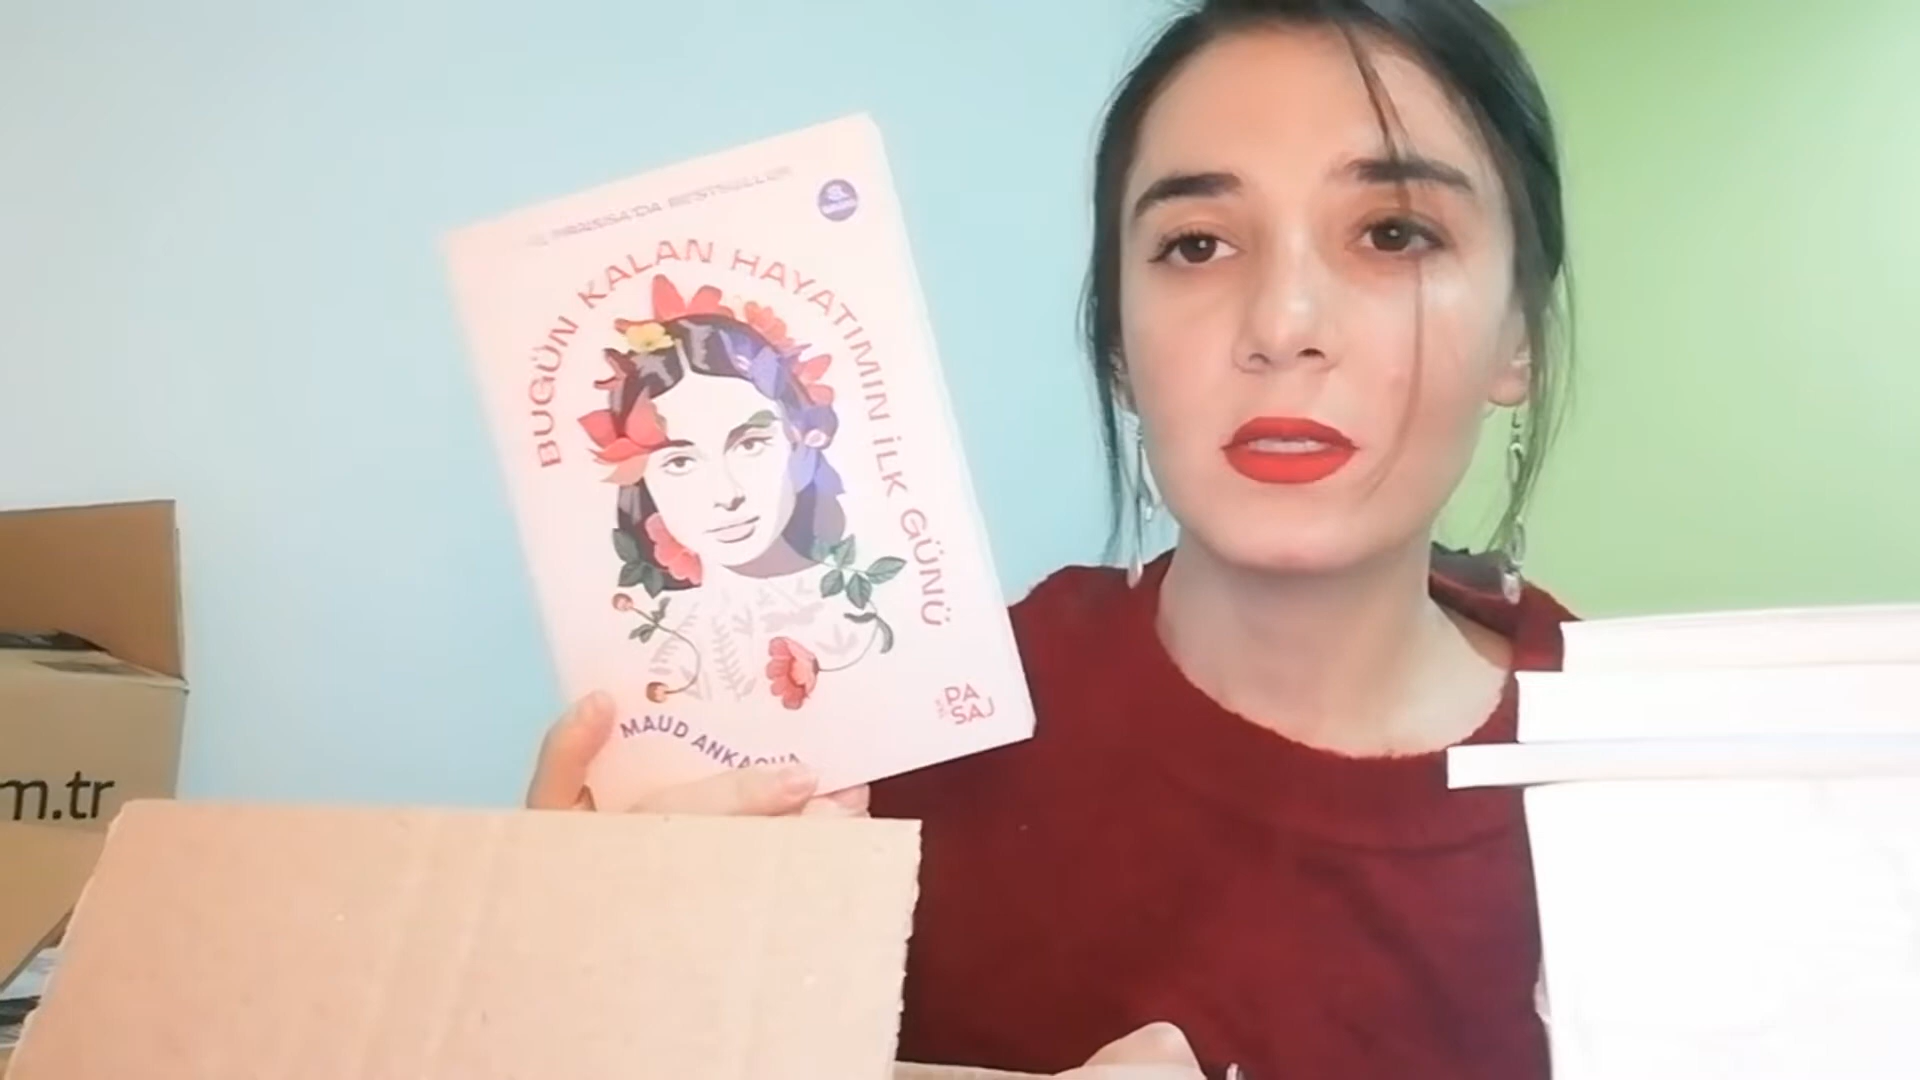 BUGÜN KALAN HAYATIMIN İLK GÜNÜ
PA
SAJ
MAUD ANKAOUA
m.tr